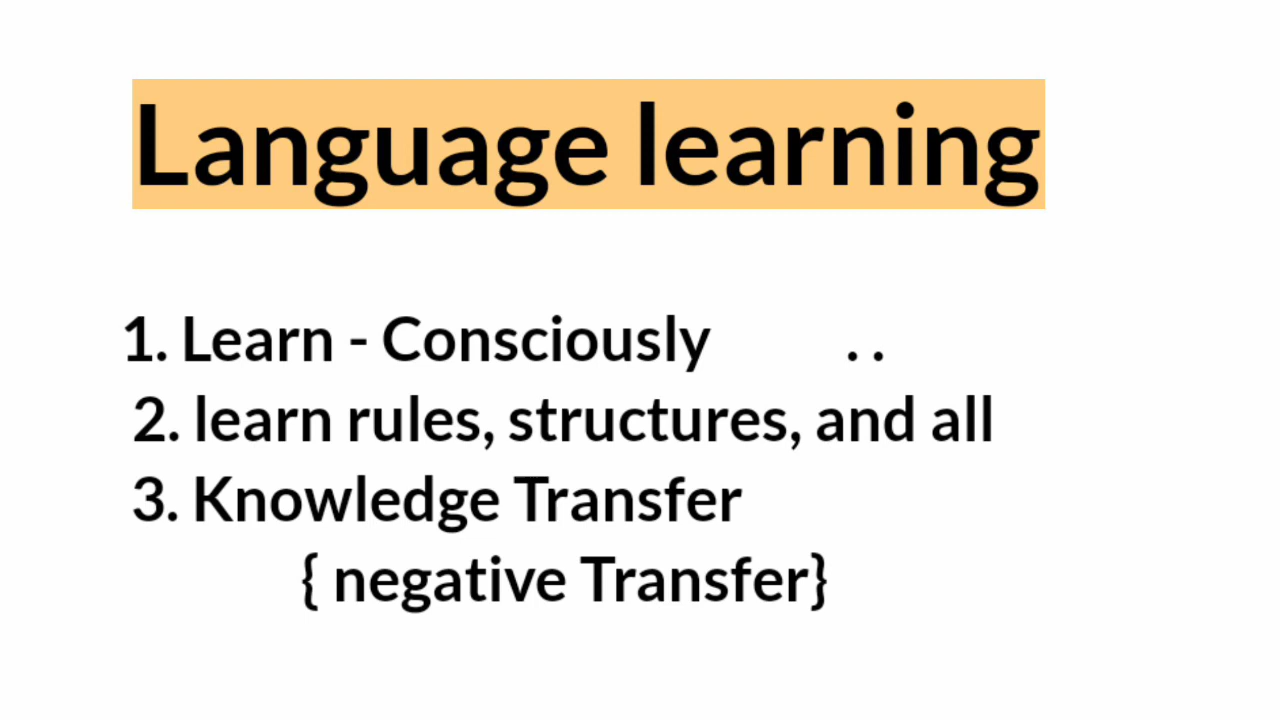 Language learning
1. Learn - Consciously . .
2. learn rules, structures, and all
3. Knowledge Transfer
{ negative Transfer}